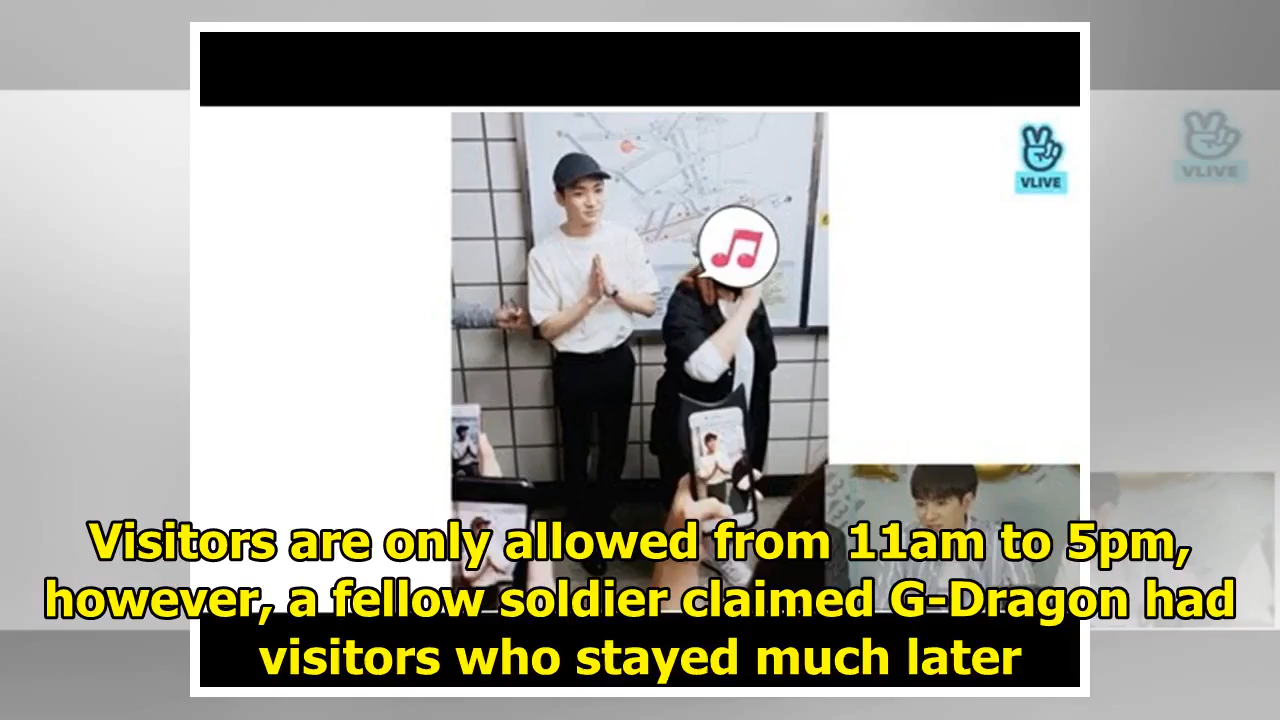 VLIVE
VLIVE
Visitors are only allowed from 11am to 5pm,
however, a fellow soldier claimed G-Dragon had
visitors who stayed much later